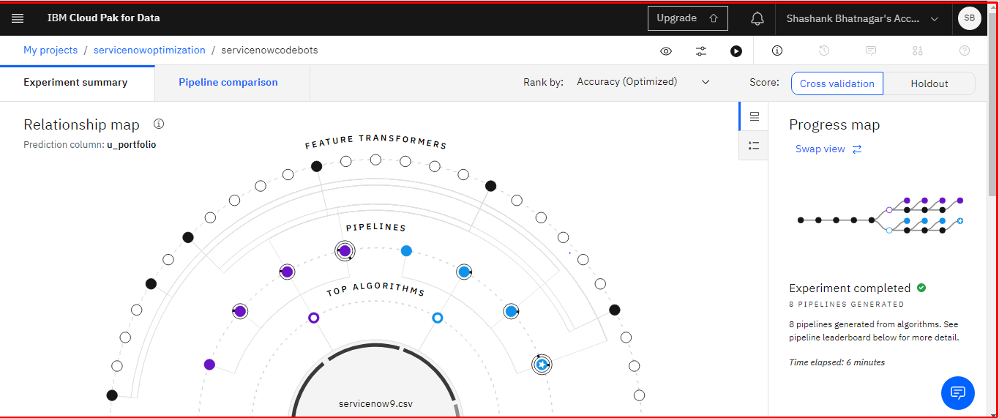 IBM Cloud Pak for Data
Upgrade
Shashank Bhatnagar's Acc...
SB
My projects / servicenowoptimization / servicenowcodebots
Experiment summary
Pipeline comparison
Rank by: Accuracy (Optimized)
Score: Cross validation Holdout
Relationship map
Prediction column: u_portfolio
FEATURE TRANSFORMERS
PIPELINES
TOP ALGORITHMS
servicenow9.csv
Progress map
Swap view
Experiment completed
8 PIPELINES GENERATED
8 pipelines generated from algorithms. See
pipeline leaderboard below for more detail.
Time elapsed: 6 minutes